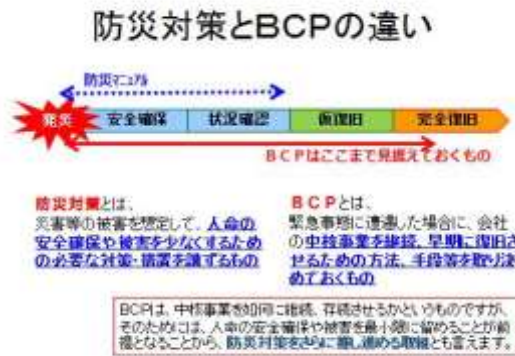 防災対策とBCPの違い
防災マニュアル
発災 安全確保 状況確認 仮復旧 完全復旧
BCPはここまで見据えておくもの
防災対策とは、
災害等の被害を想定して、人命の
安全確保や被害を少なくするため
の必要な対策・措置を講ずるもの
BCPとは、
緊急事態に遭遇した場合に、会社
の中核事業を継続、早期に復旧さ
せるための方法、手段等を取り決
めておくもの
BCPは、中核事業を如何に継続、存続させるかというものですが、
そのためには、人命の安全確保や被害を最小限に留めることが前
提となることから、防災対策をさらに推し進める取組とも言えます。